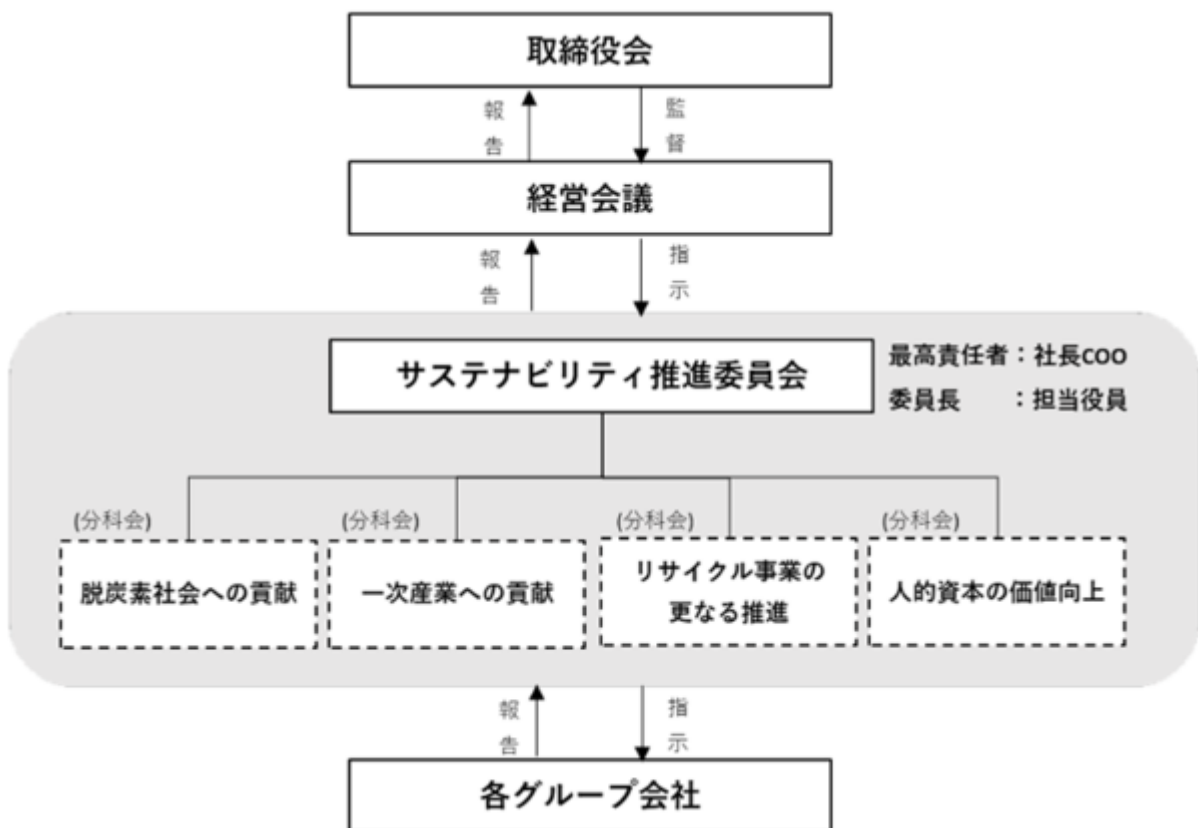 取締役会
報告
監督
経営会議
報告
指示
サステナビリティ推進委員会
最高責任者：社長COO
委員長　　：担当役員
(分科会)
脱炭素社会への貢献
(分科会)
一次産業への貢献
(分科会)
リサイクル事業の
更なる推進
(分科会)
人的資本の価値向上
報告
指示
各グループ会社